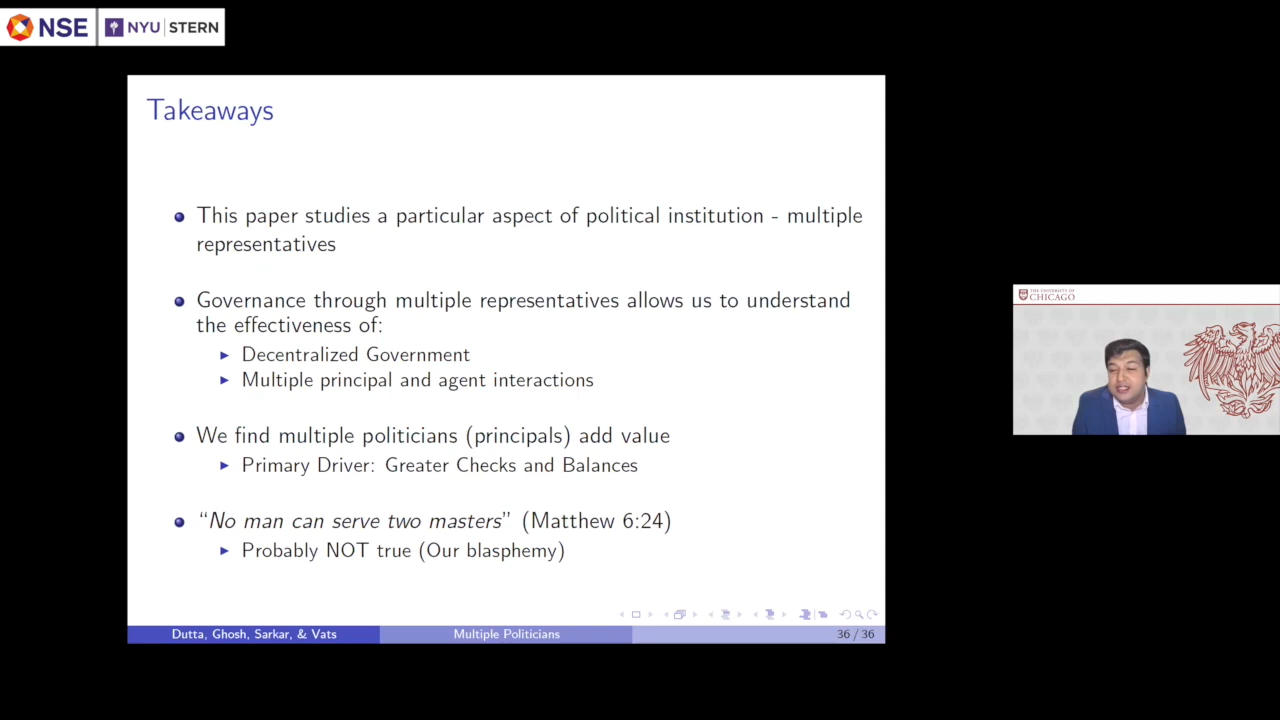 NSE NYU STERN
Takeaways
This paper studies a particular aspect of political institution - multiple
representatives
Governance through multiple representatives allows us to understand
the effectiveness of:
Decentralized Government
Multiple principal and agent interactions
We find multiple politicians (principals) add value
Primary Driver: Greater Checks and Balances
“No man can serve two masters” (Matthew 6:24)
Probably NOT true (Our blasphemy)
Dutta, Ghosh, Sarkar, & Vats Multiple Politicians 36 / 36
THE UNIVERSITY OF
CHICAGO